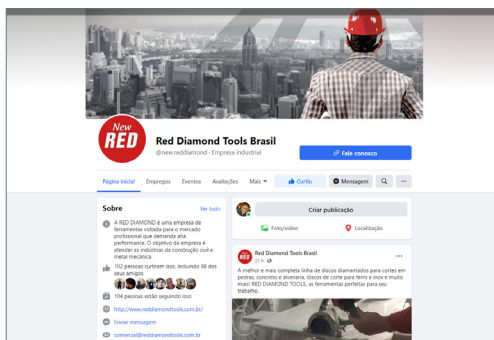 New
RED
Red Diamond Tools Brasil
@new.reddiamond · Empresa industrial
Fale conosco
Página inicial Empregos Eventos Avaliações Mais Curtiu Mensagem
Sobre Ver tudo
A RED DIAMOND é uma empresa de
ferramentas voltada para o mercado
profissional que demanda alta
performance. O objetivo da empresa é
atender as indústrias da construção civil e
metal mecânica.
102 pessoas curtiram isso, incluindo 98 dos
seus amigos
104 pessoas estão seguindo isso
http://www.reddiamondtools.com.br/
Enviar mensagem
comercial@reddiamondtools.com.br
Criar publicação
Foto/vídeo Localização
Red Diamond Tools Brasil
21 h
A melhor e mais completa linha de discos diamantados para cortes em
pedras, concreto e alvenaria, discos de corte para ferro e inox e muito
mais! RED DIAMOND TOOLS, as ferramentas perfeitas para seu
trabalho.